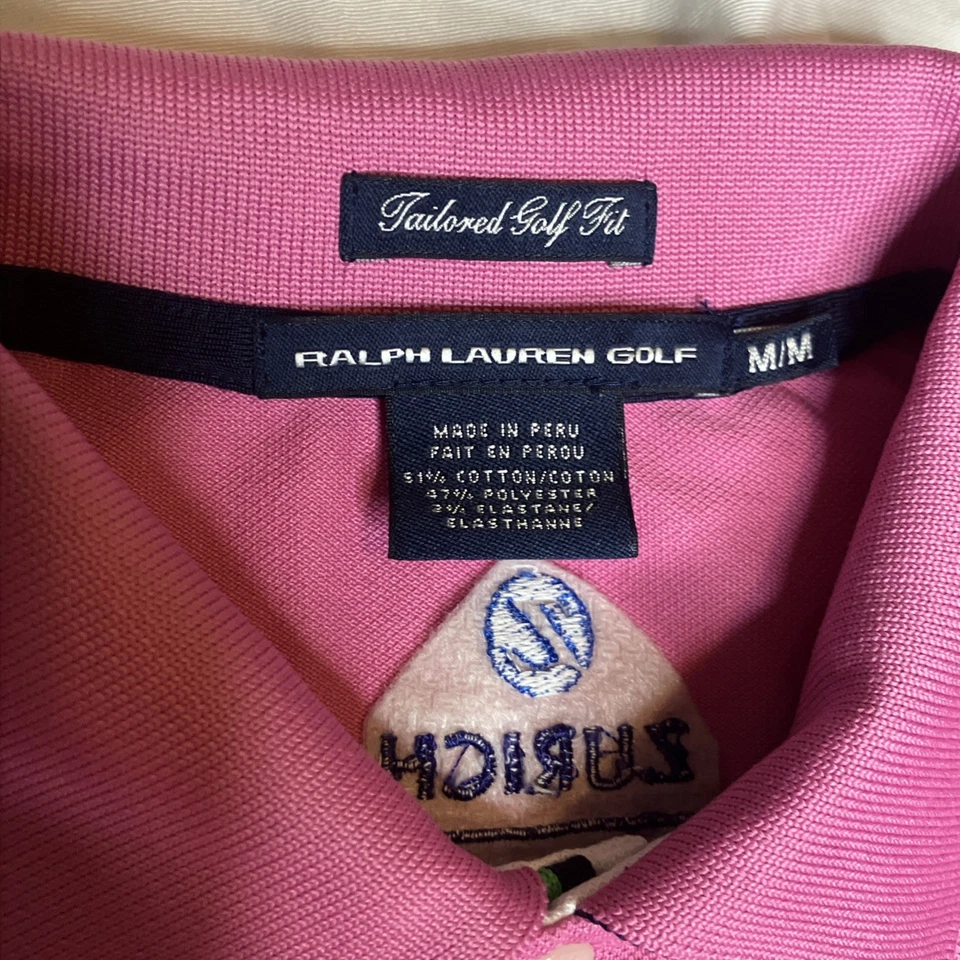 Tailored Golf Fit
RALPH LAUREN GOLF
M/M
MADE IN PERU
FAIT EN PEROU
51% COTTON/COTON
47% POLYESTER
2% ELASTANE/
ELASTHANNE
Z
ZURICH